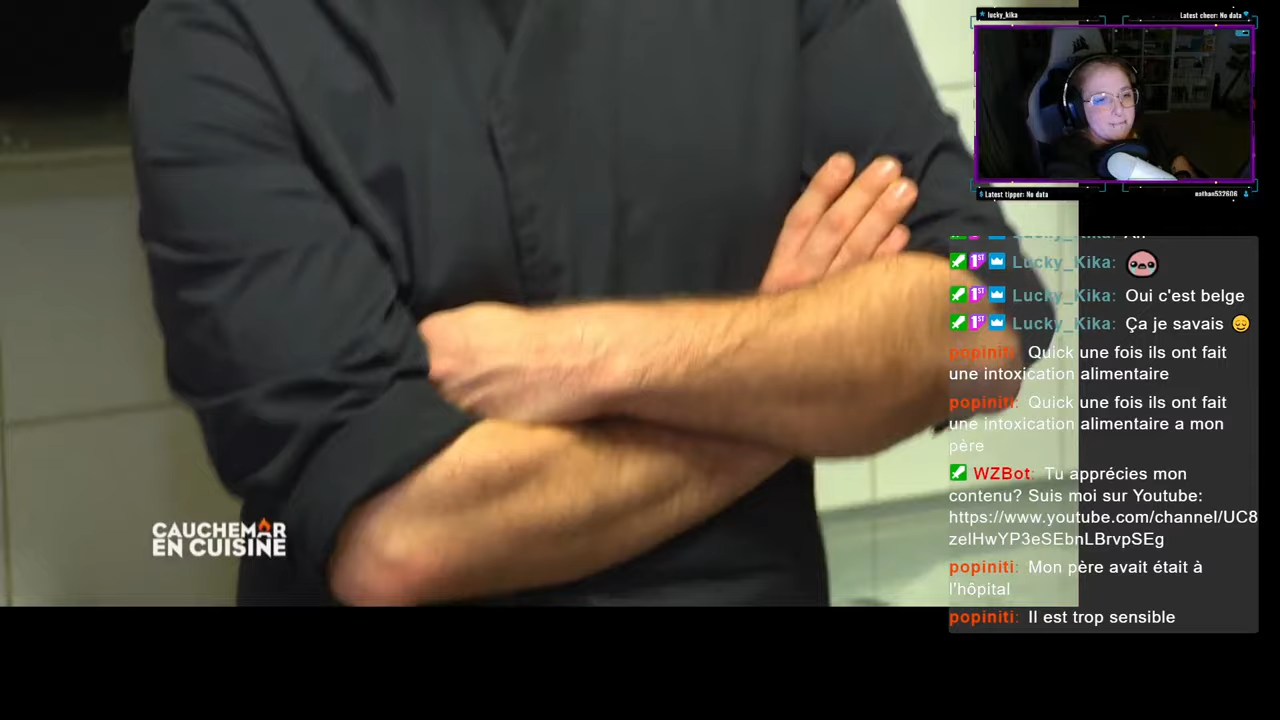 lucky_kika
Latest cheer: No data
Latest tipper: No data
nathan532606
Lucky_Kika:
Lucky_Kika: Oui c'est belge
Lucky_Kika: Ça je savais 😌
popiniti: Quick une fois ils ont fait
une intoxication alimentaire
popiniti: Quick une fois ils ont fait
une intoxication alimentaire a mon
père
WZBot: Tu apprécies mon
contenu? Suis moi sur Youtube:
https://www.youtube.com/channel/UC8
zelHwYP3eSEbnLBrvpSEg
popiniti: Mon père avait était à
l'hôpital
popiniti: Il est trop sensible
CAUCHEMAR
EN CUISINE